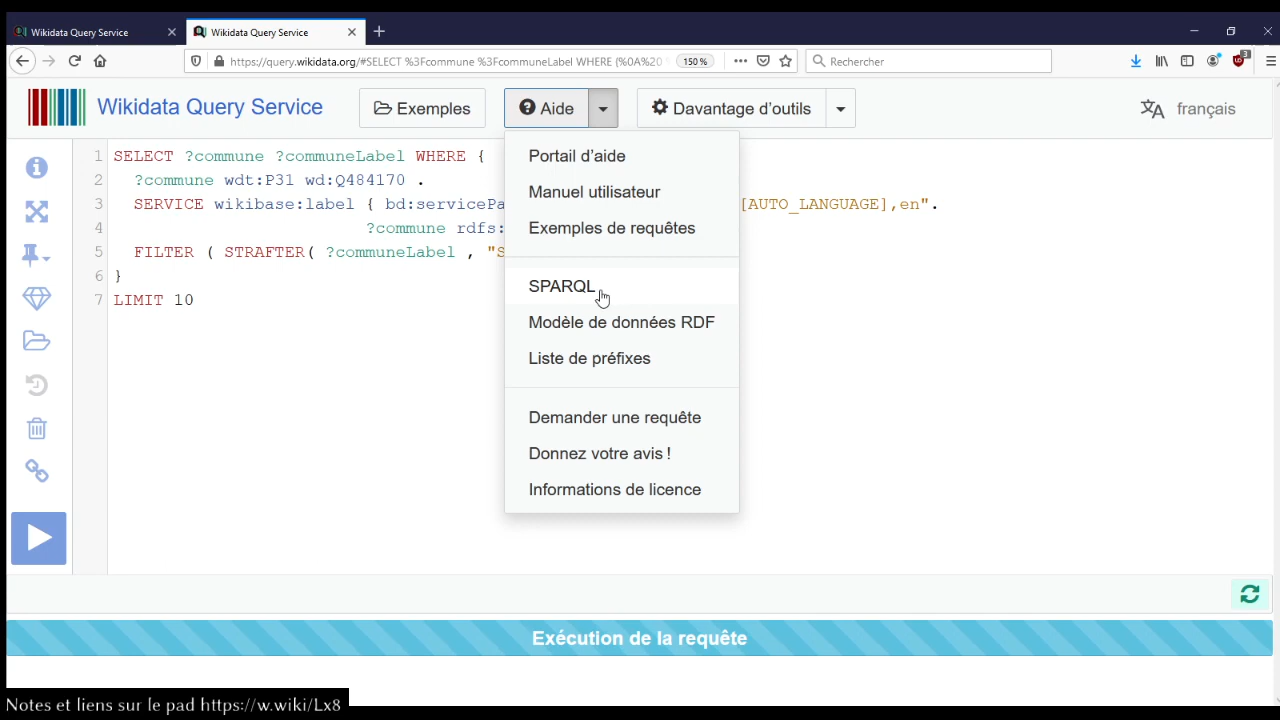 Wikidata Query Service
Wikidata Query Service
https://query.wikidata.org/#SELECT %3Fcommune %3FcommuneLabel WHERE {%0A%20
150 %
Rechercher
3
Wikidata Query Service
Exemples
Aide
Davantage d'outils
français
1 SELECT ?commune ?communeLabel WHERE {
2 ?commune wdt:P31 wd:Q484170 .
3 SERVICE wikibase:label { bd:servicePa [AUTO_LANGUAGE],en".
4 ?commune rdfs:
5 FILTER ( STRAFTER( ?communeLabel , "S
6 }
7 LIMIT 10
Portail d'aide
Manuel utilisateur
Exemples de requêtes
SPARQL
Modèle de données RDF
Liste de préfixes
Demander une requête
Donnez votre avis !
Informations de licence
Exécution de la requête
Notes et liens sur le pad https://w.wiki/Lx8